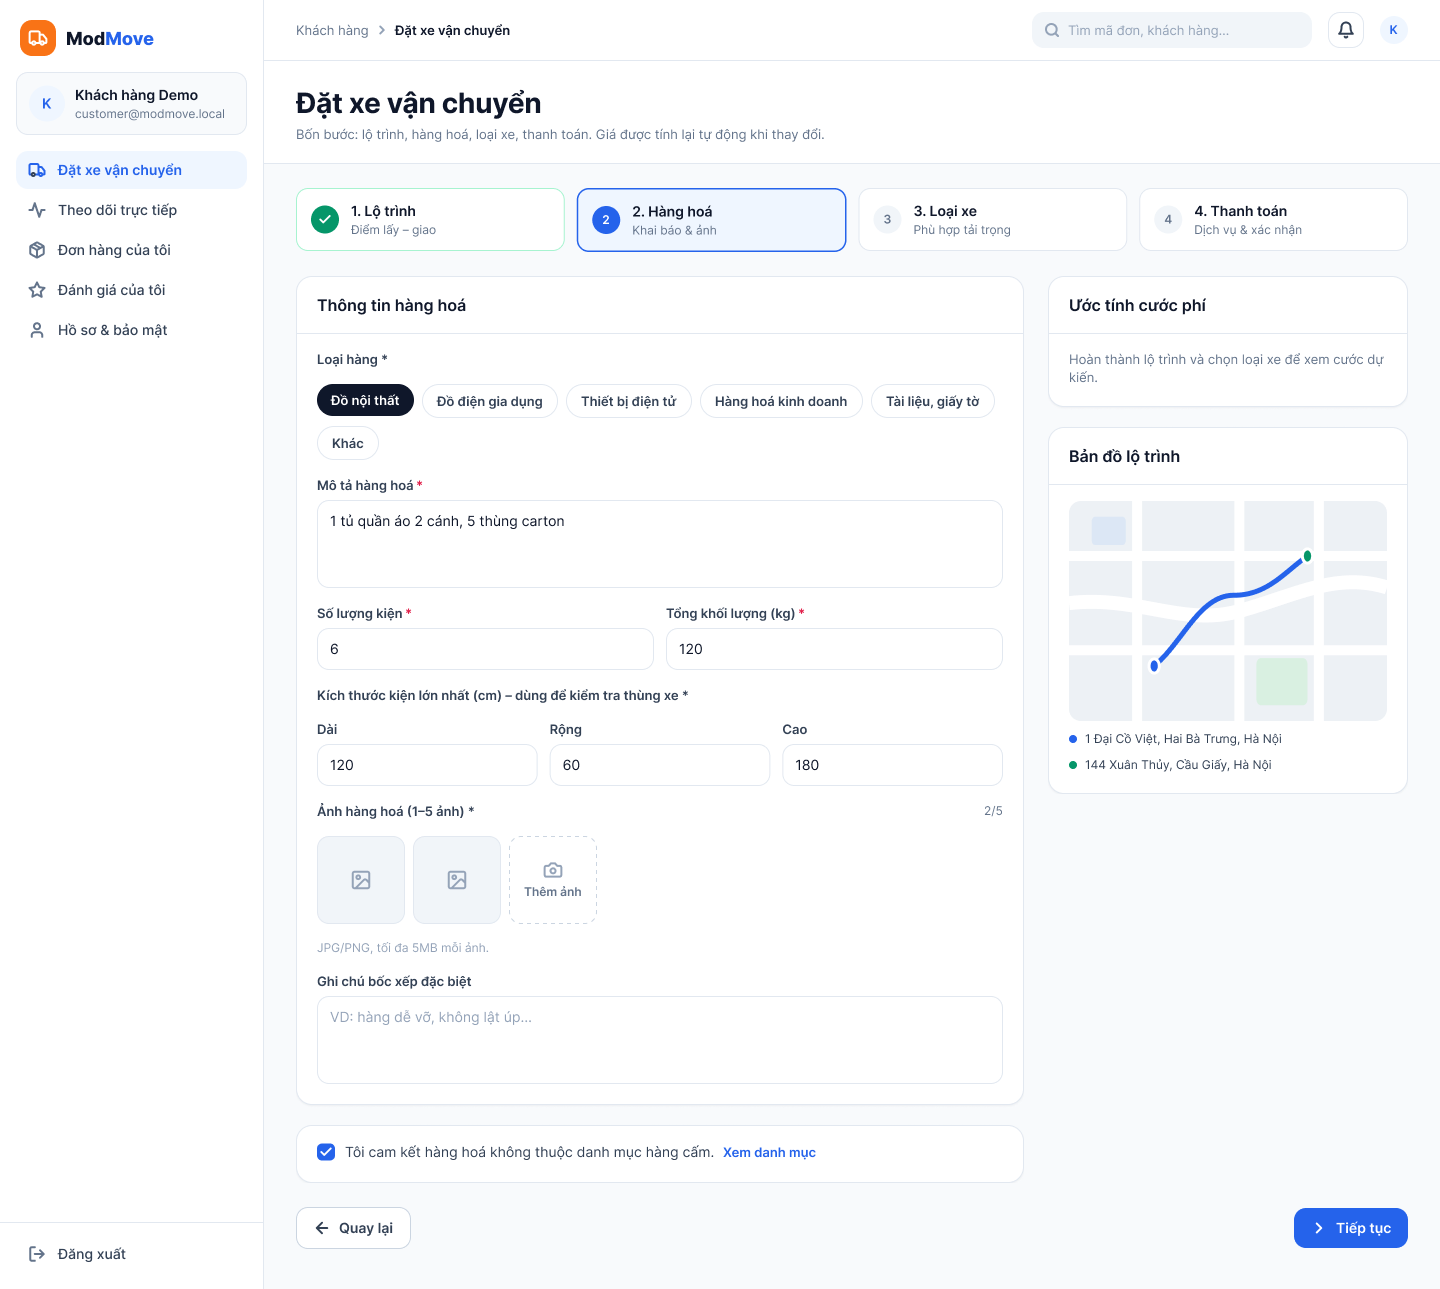 ModMove
K
Khách hàng Demo
customer@modmove.local
Đặt xe vận chuyển
Theo dõi trực tiếp
Đơn hàng của tôi
Đánh giá của tôi
Hồ sơ & bảo mật
Đăng xuất
Khách hàng
Đặt xe vận chuyển
Tìm mã đơn, khách hàng...
K
Đặt xe vận chuyển
Bốn bước: lộ trình, hàng hoá, loại xe, thanh toán. Giá được tính lại tự động khi thay đổi.
1. Lộ trình
Điểm lấy – giao
2
2. Hàng hoá
Khai báo & ảnh
3
3. Loại xe
Phù hợp tải trọng
4
4. Thanh toán
Dịch vụ & xác nhận
Thông tin hàng hoá
Loại hàng *
Đồ nội thất
Đồ điện gia dụng
Thiết bị điện tử
Hàng hoá kinh doanh
Tài liệu, giấy tờ
Khác
Mô tả hàng hoá *
1 tủ quần áo 2 cánh, 5 thùng carton
Số lượng kiện *
Tổng khối lượng (kg) *
6
120
Kích thước kiện lớn nhất (cm) – dùng để kiểm tra thùng xe *
Dài
Rộng
Cao
120
60
180
Ảnh hàng hoá (1–5 ảnh) *
2/5
Thêm ảnh
JPG/PNG, tối đa 5MB mỗi ảnh.
Ghi chú bốc xếp đặc biệt
VD: hàng dễ vỡ, không lật úp...
Tôi cam kết hàng hoá không thuộc danh mục hàng cấm. Xem danh mục
Quay lại
Tiếp tục
Ước tính cước phí
Hoàn thành lộ trình và chọn loại xe để xem cước dự
kiến.
Bản đồ lộ trình
1 Đại Cồ Việt, Hai Bà Trưng, Hà Nội
144 Xuân Thủy, Cầu Giấy, Hà Nội